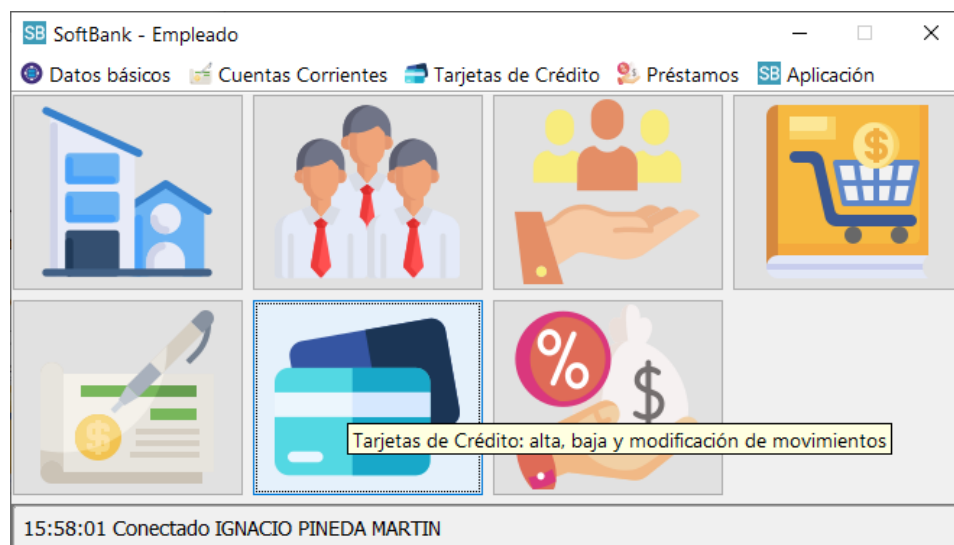 SB SoftBank - Empleado
Datos básicos Cuentas Corrientes Tarjetas de Crédito Préstamos SB Aplicación
$
% $
$
Tarjetas de Crédito: alta, baja y modificación de movimientos
15:58:01 Conectado IGNACIO PINEDA MARTIN